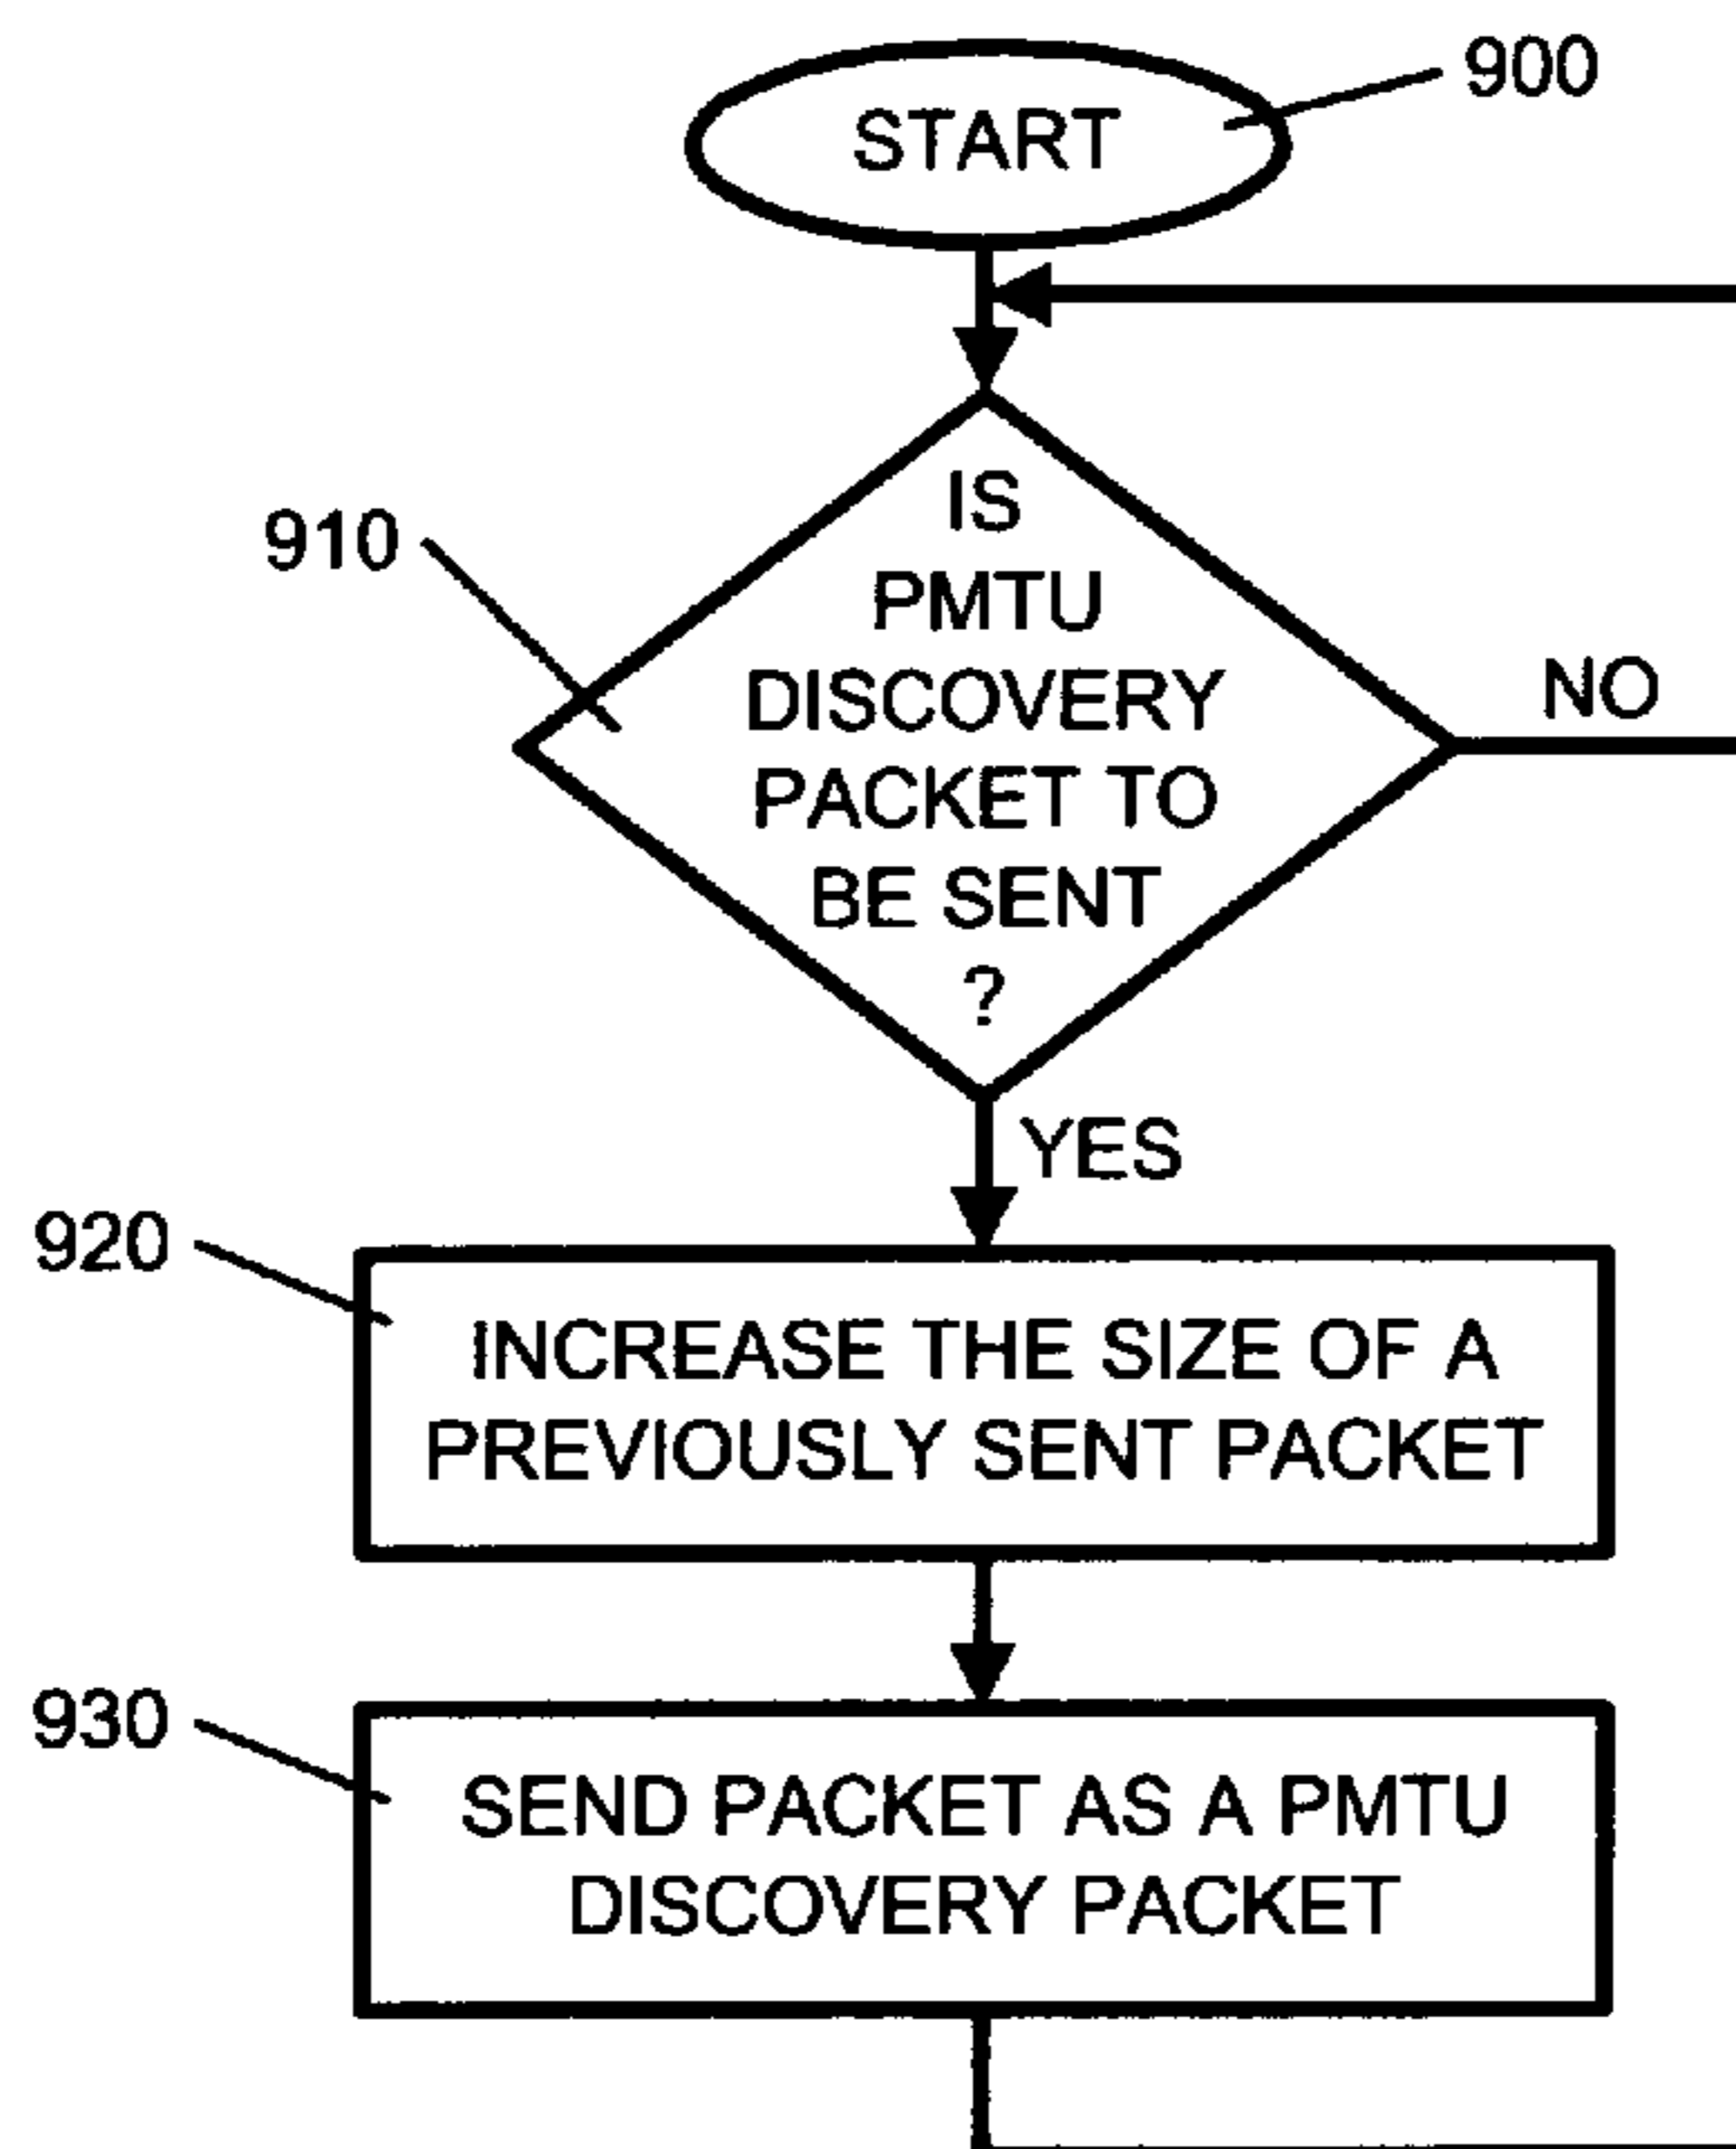 900
START
910
IS
PMTU
DISCOVERY
PACKET TO
BE SENT
?
NO
YES
920
INCREASE THE SIZE OF A
PREVIOUSLY SENT PACKET
930
SEND PACKET AS A PMTU
DISCOVERY PACKET